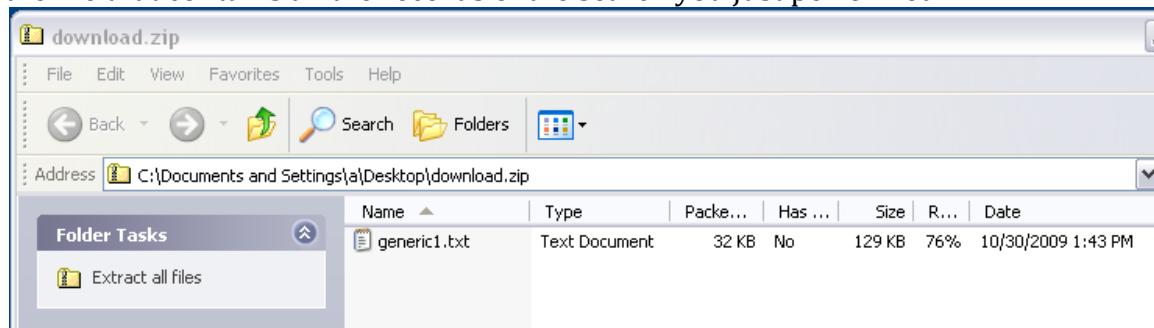 download.zip
File Edit View Favorites Tools Help
Back Search Folders
Address C:\Documents and Settings\a\Desktop\download.zip
Name Type Packe... Has ... Size R... Date
Folder Tasks
generic1.txt Text Document 32 KB No 129 KB 76% 10/30/2009 1:43 PM
Extract all files